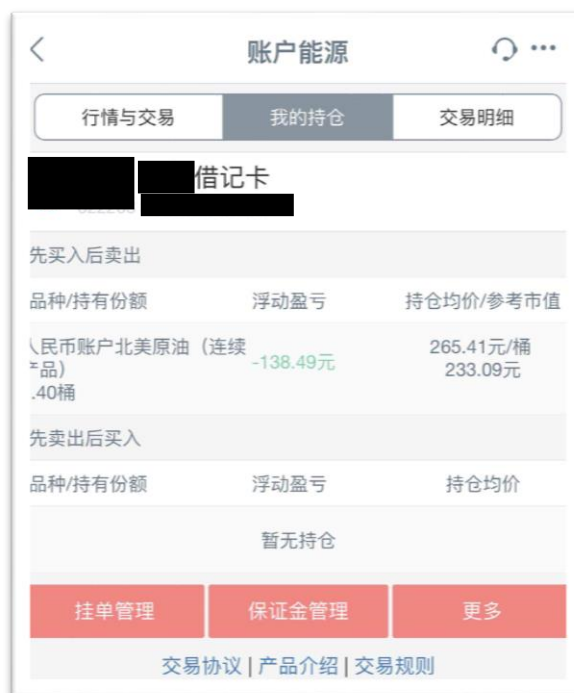 账户能源
行情与交易 我的持仓 交易明细
借记卡
先买入后卖出
品种/持有份额 浮动盈亏 持仓均价/参考市值
人民币账户北美原油（连续 -138.49元 265.41元/桶
产品） 233.09元
.40桶
先卖出后买入
品种/持有份额 浮动盈亏 持仓均价
暂无持仓
挂单管理 保证金管理 更多
交易协议 | 产品介绍 | 交易规则